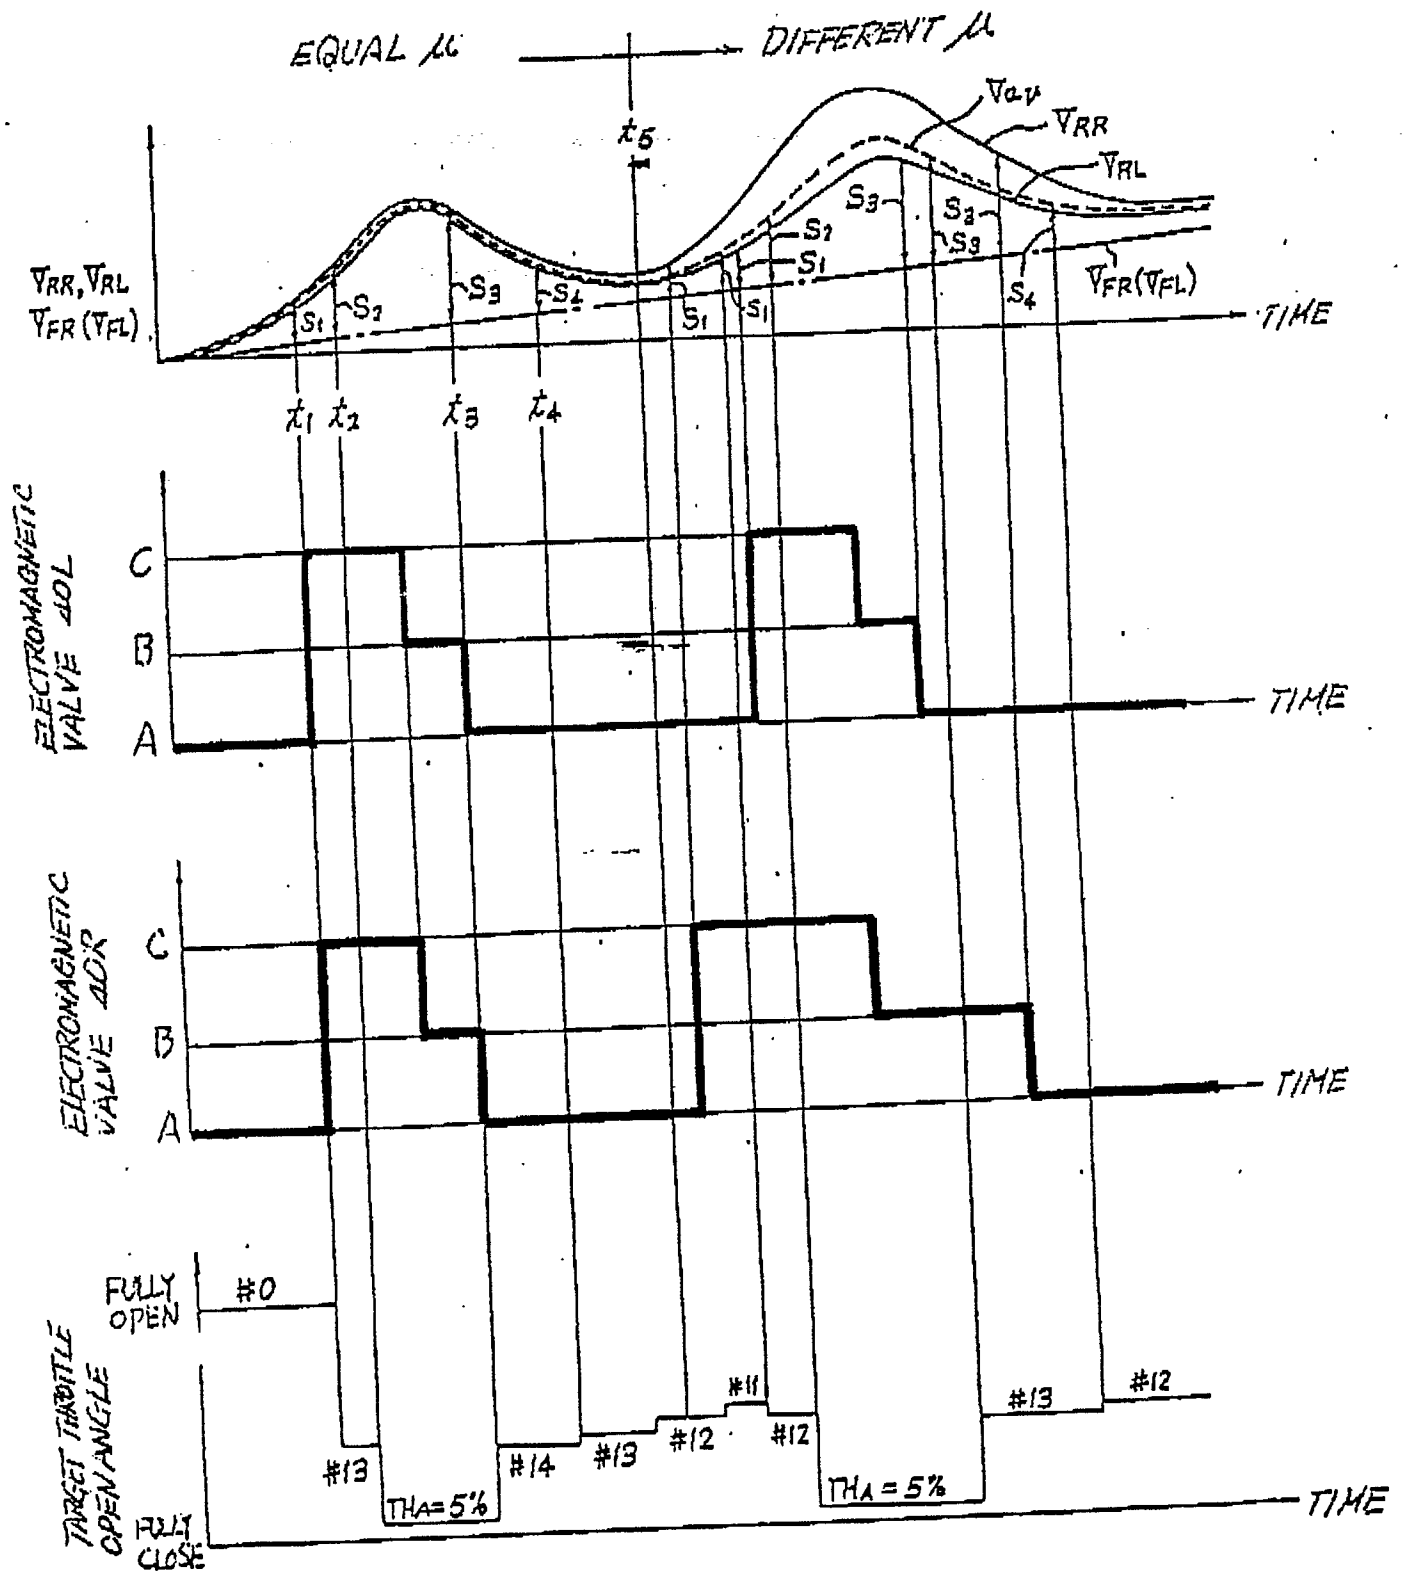 EQUAL μ
DIFFERENT μ
t5
Vav
VRR
VRL
VRR, VRL
VFR (VFL)
S1
S2
S3
S4
S1
S1
S1
S2
S3
S3
S3
S4
VFR (VFL)
TIME
t1
t2
t3
t4
ELECTROMAGNETIC
VALVE 40L
C
B
A
TIME
ELECTROMAGNETIC
VALVE 40R
C
B
A
TIME
TARGET THROTTLE
OPEN ANGLE
FULLY
OPEN
#0
#13
THA=5%
#14
#13
#12
#11
#12
THA=5%
#13
#12
FULLY
CLOSE
TIME